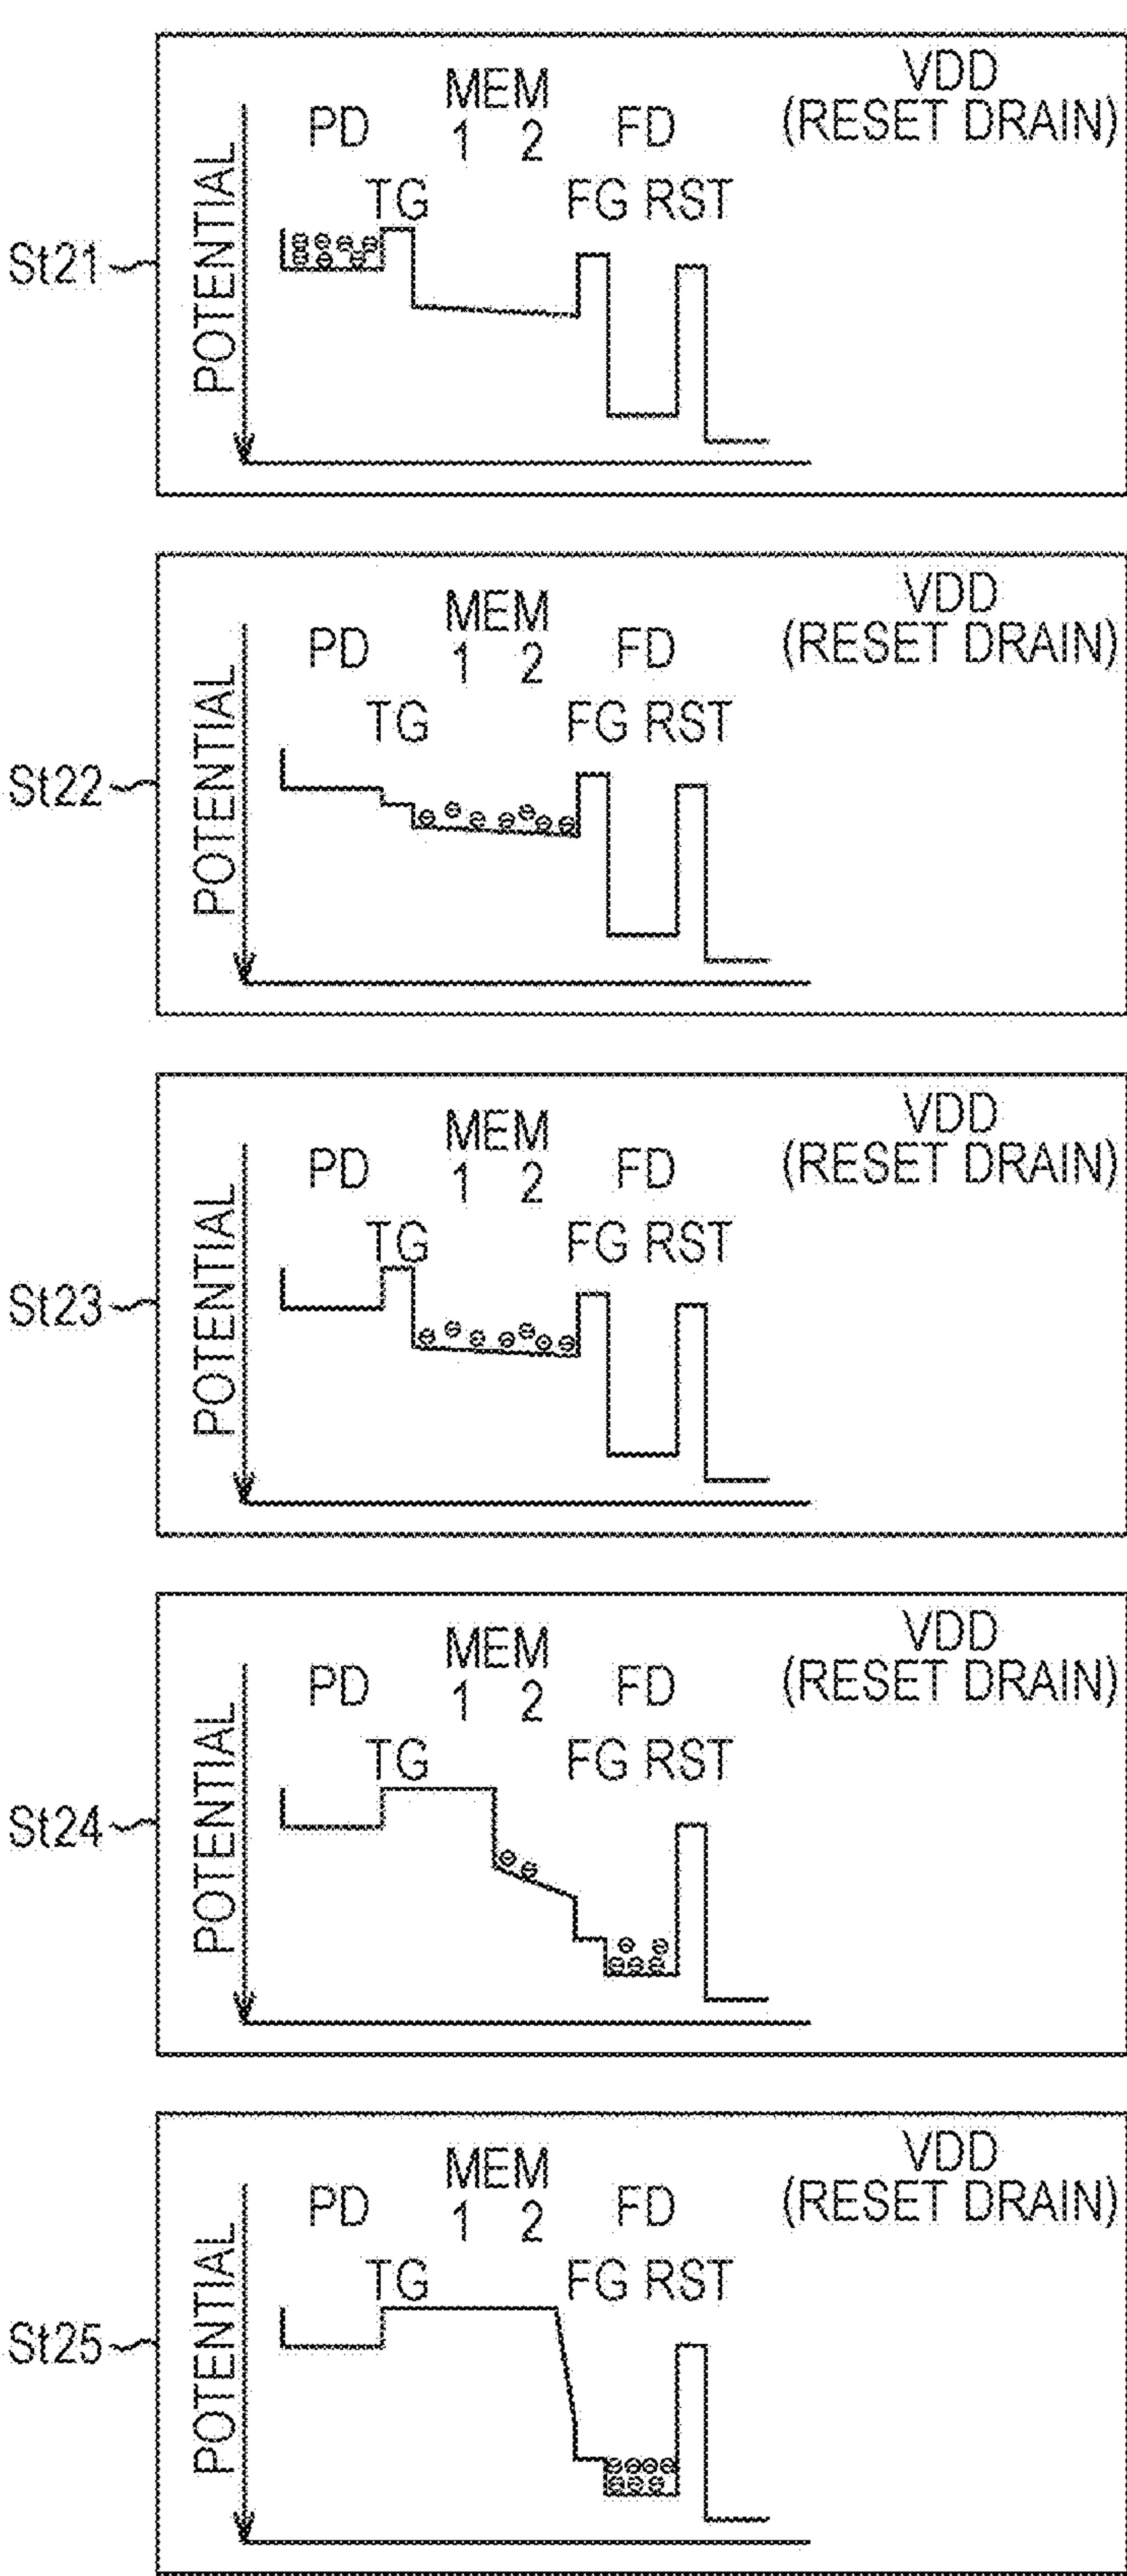 VDD
MEM
PD 1 2 FD (RESET DRAIN)
TG FG RST
St21
POTENTIAL
VDD
MEM
PD 1 2 FD (RESET DRAIN)
TG FG RST
St22
POTENTIAL
VDD
MEM
PD 1 2 FD (RESET DRAIN)
TG FG RST
St23
POTENTIAL
VDD
MEM
PD 1 2 FD (RESET DRAIN)
TG FG RST
St24
POTENTIAL
VDD
MEM
PD 1 2 FD (RESET DRAIN)
TG FG RST
St25
POTENTIAL